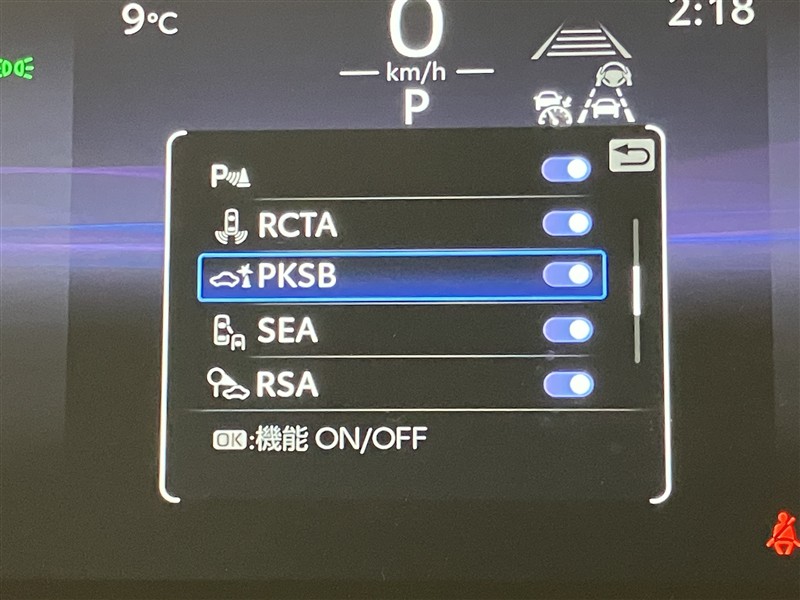 9°C
0
2:18
km/h
P
P
RCTA
PKSB
SEA
RSA
OK:機能 ON/OFF